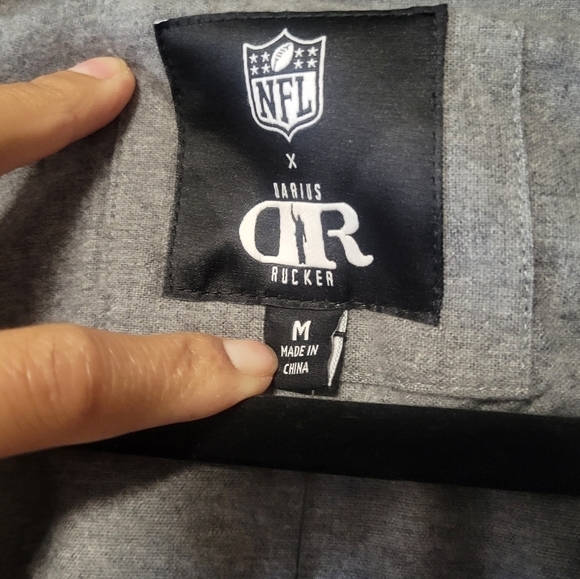 NFL
X
DARIUS
DR
RUCKER
M
MADE IN
CHINA